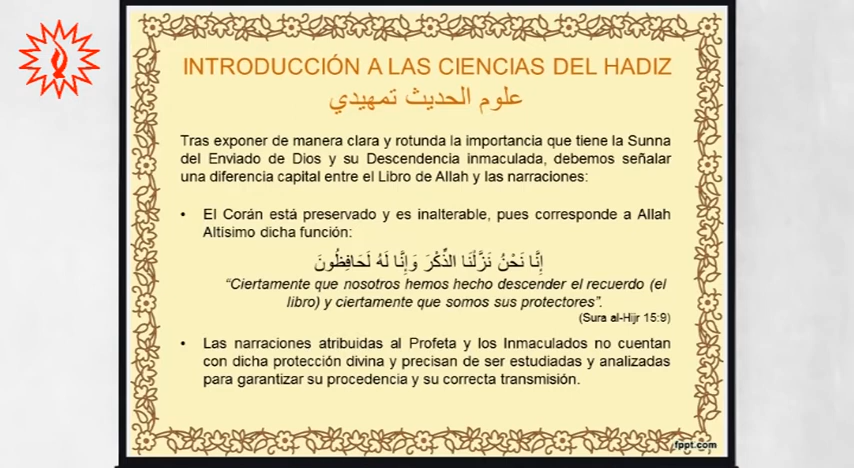 INTRODUCCIÓN A LAS CIENCIAS DEL HADIZ
علوم الحديث تمهيدي
Tras exponer de manera clara y rotunda la importancia que tiene la Sunna
del Enviado de Dios y su Descendencia inmaculada, debemos señalar
una diferencia capital entre el Libro de Allah y las narraciones:
• El Corán está preservado y es inalterable, pues corresponde a Allah
Altísimo dicha función:
إِنَّا نَحْنُ نَزَّلْنَا الذِّكْرَ وَإِنَّا لَهُ لَحَافِظُونَ
“Ciertamente que nosotros hemos hecho descender el recuerdo (el
libro) y ciertamente que somos sus protectores”.
(Sura al-Hijr 15:9)
• Las narraciones atribuidas al Profeta y los Inmaculados no cuentan
con dicha protección divina y precisan de ser estudiadas y analizadas
para garantizar su procedencia y su correcta transmisión.
fppt.com